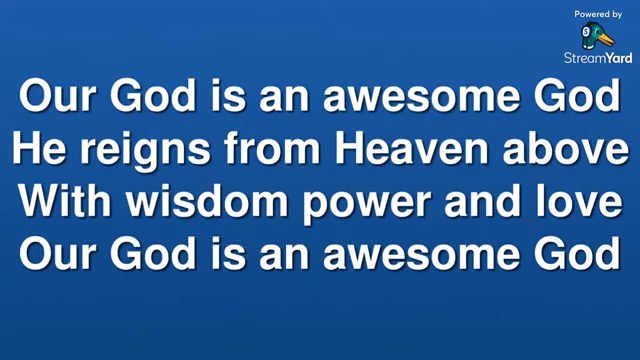 Powered by
StreamYard
Our God is an awesome God
He reigns from Heaven above
With wisdom power and love
Our God is an awesome God